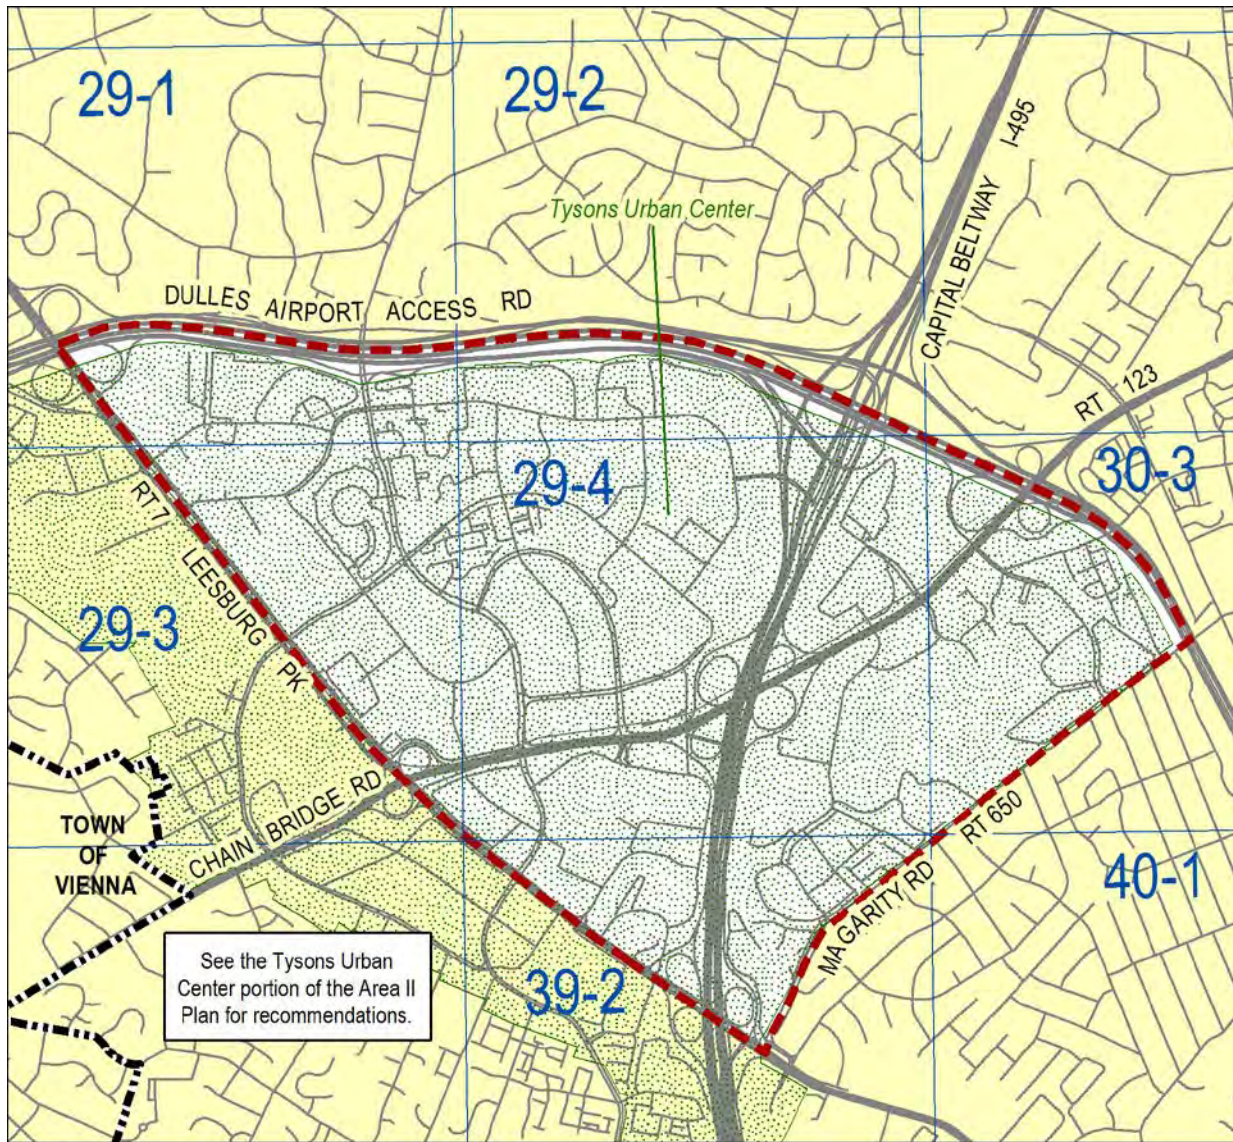 29-1
29-2
I-495
CAPITAL BELTWAY
Tysons Urban Center
DULLES AIRPORT ACCESS RD
RT 123
30-3
29-4
RT 7
LEESBURG PK
29-3
CHAIN BRIDGE RD
RT 650
MAGARITY RD
40-1
TOWN
OF
VIENNA
See the Tysons Urban
Center portion of the Area II
Plan for recommendations.
39-2